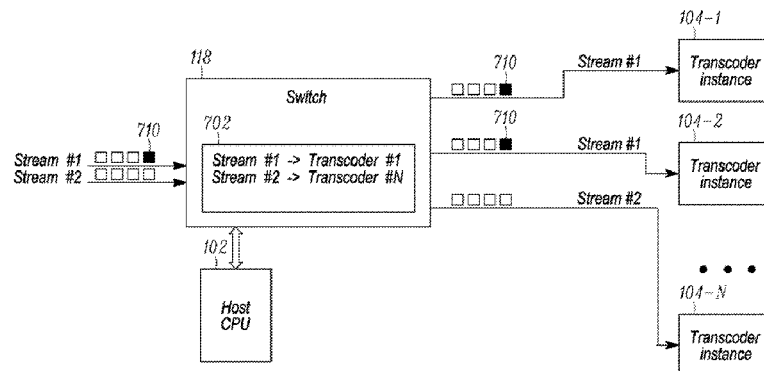 104-1
118
710
Stream #1
Transcoder
instance
Switch
710
702
710
104-2
Stream #1
Stream #1
Stream #2
Stream #1 -> Transcoder #1
Stream #2 -> Transcoder #N
Transcoder
instance
Stream #2
102
104-N
Host
CPU
Transcoder
instance